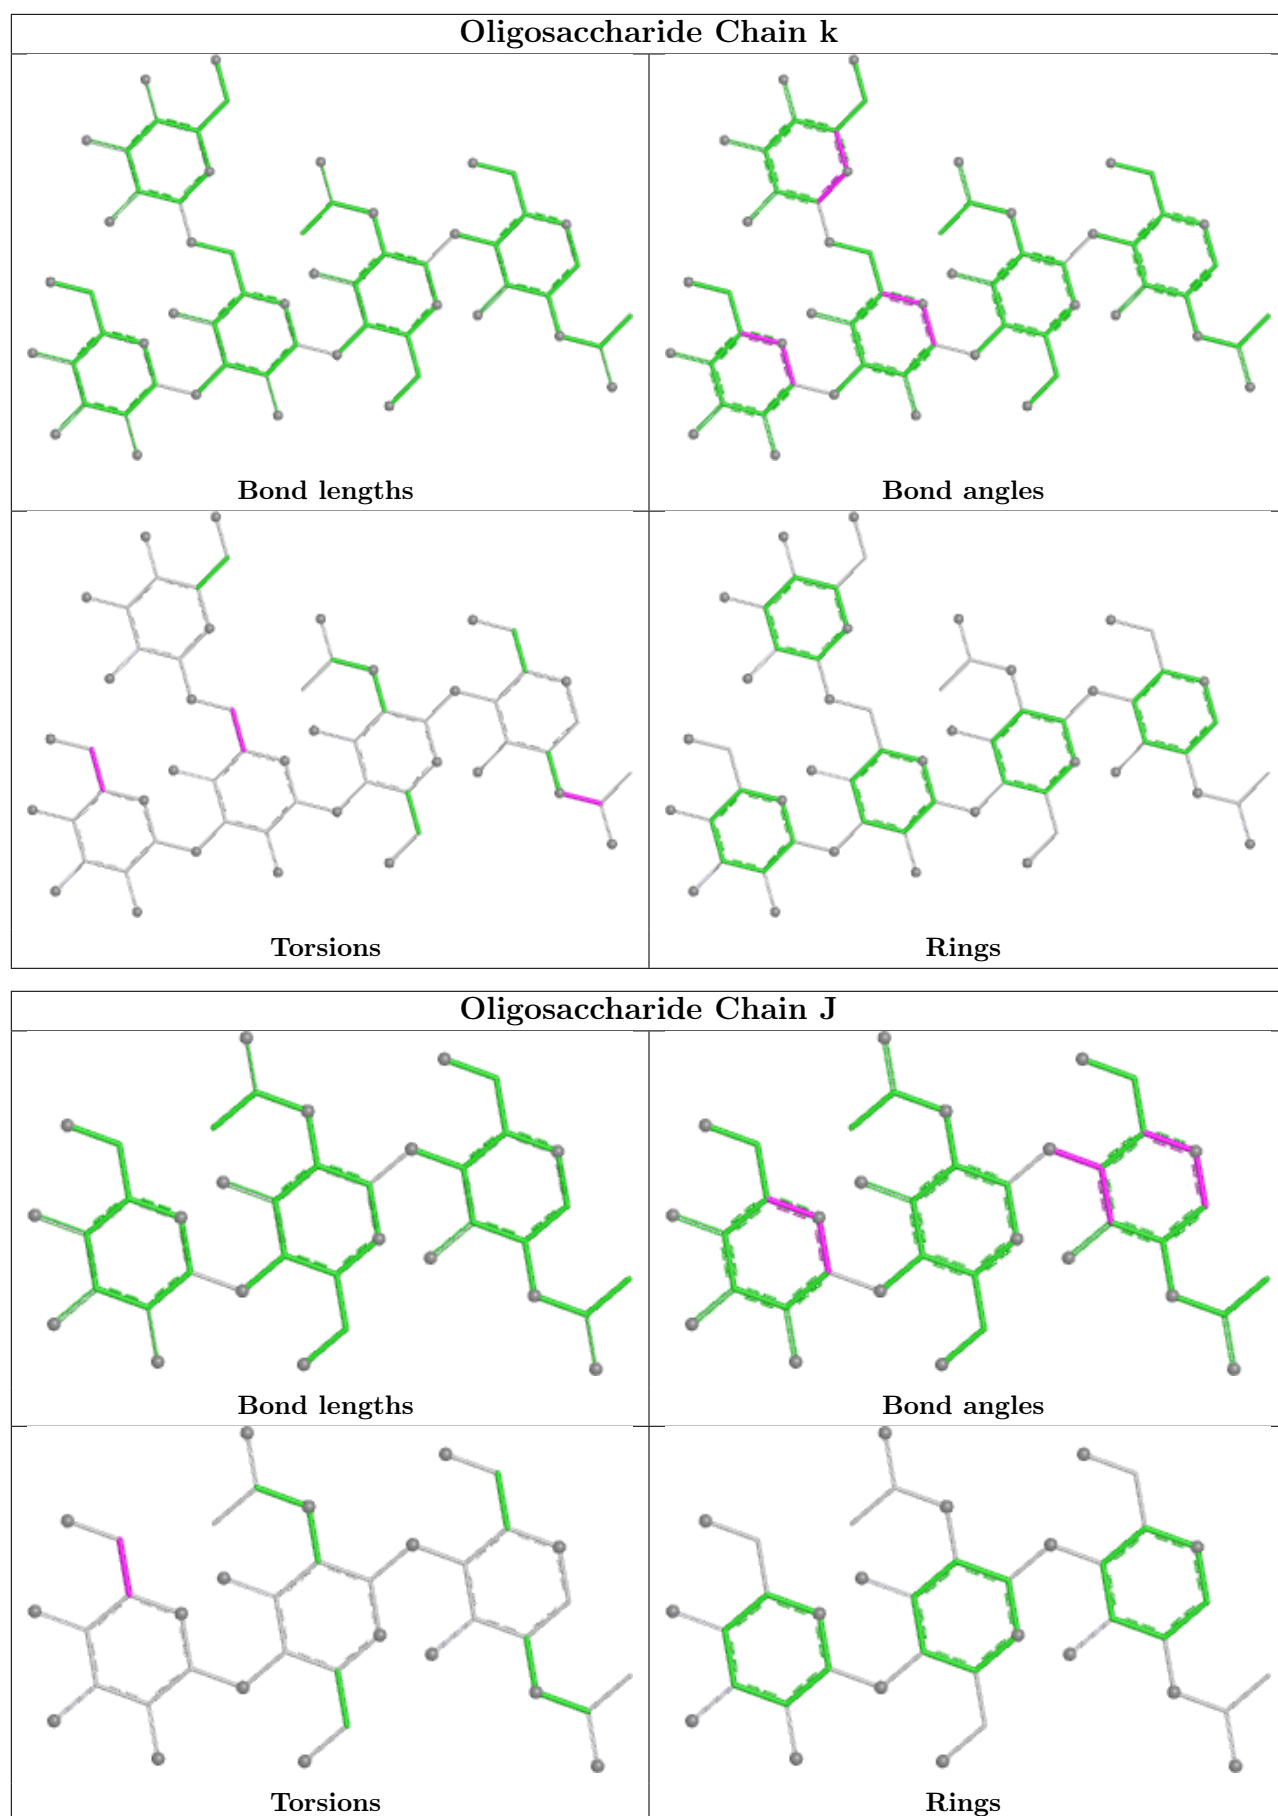 Oligosaccharide Chain k
Bond lengths
Bond angles
Torsions
Rings
Oligosaccharide Chain J
Bond lengths
Bond angles
Torsions
Rings